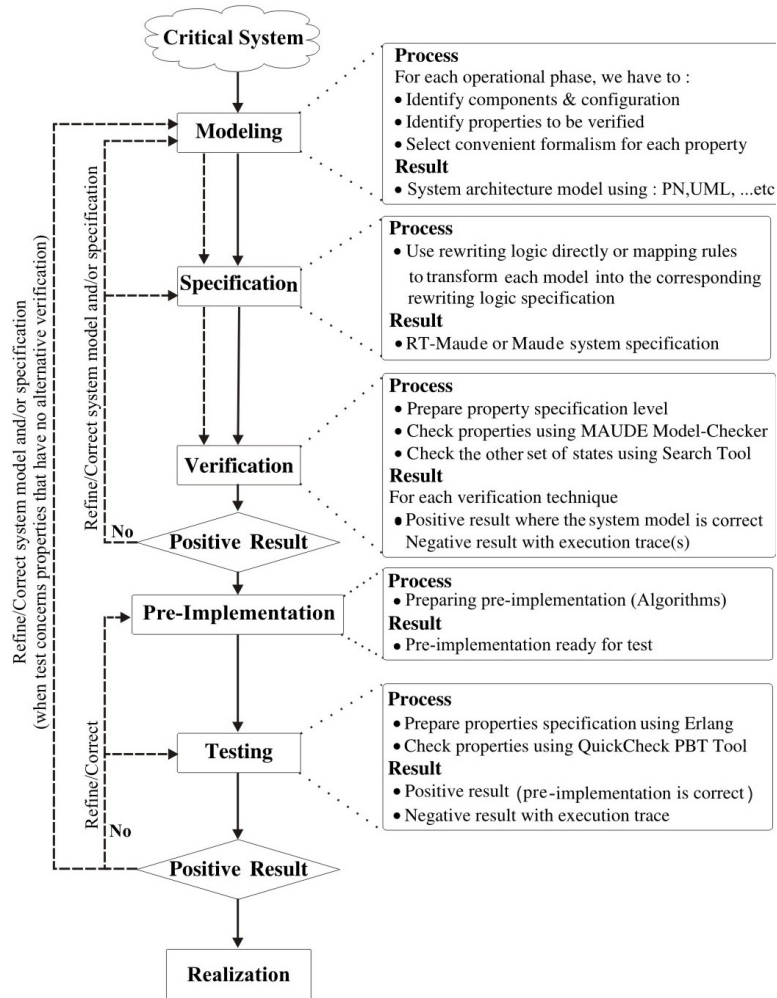 Critical System
Modeling
Process
For each operational phase, we have to :
• Identify components & configuration
• Identify properties to be verified
• Select convenient formalism for each property
Result
• System architecture model using : PN,UML, ...etc
Specification
Process
• Use rewriting logic directly or mapping rules
to transform each model into the corresponding
rewriting logic specification
Result
• RT-Maude or Maude system specification
Verification
Process
• Prepare property specification level
• Check properties using MAUDE Model-Checker
• Check the other set of states using Search Tool
Result
For each verification technique
• Positive result where the system model is correct
Negative result with execution trace(s)
Positive Result
No
Refine/Correct system model and/or specification
Pre-Implementation
Process
• Preparing pre-implementation (Algorithms)
Result
• Pre-implementation ready for test
Testing
Process
• Prepare properties specification using Erlang
• Check properties using QuickCheck PBT Tool
Result
• Positive result (pre-implementation is correct)
• Negative result with execution trace
Positive Result
No
Refine/Correct
Refine/Correct system model and/or specification
(when test concerns properties that have no alternative verification)
Realization